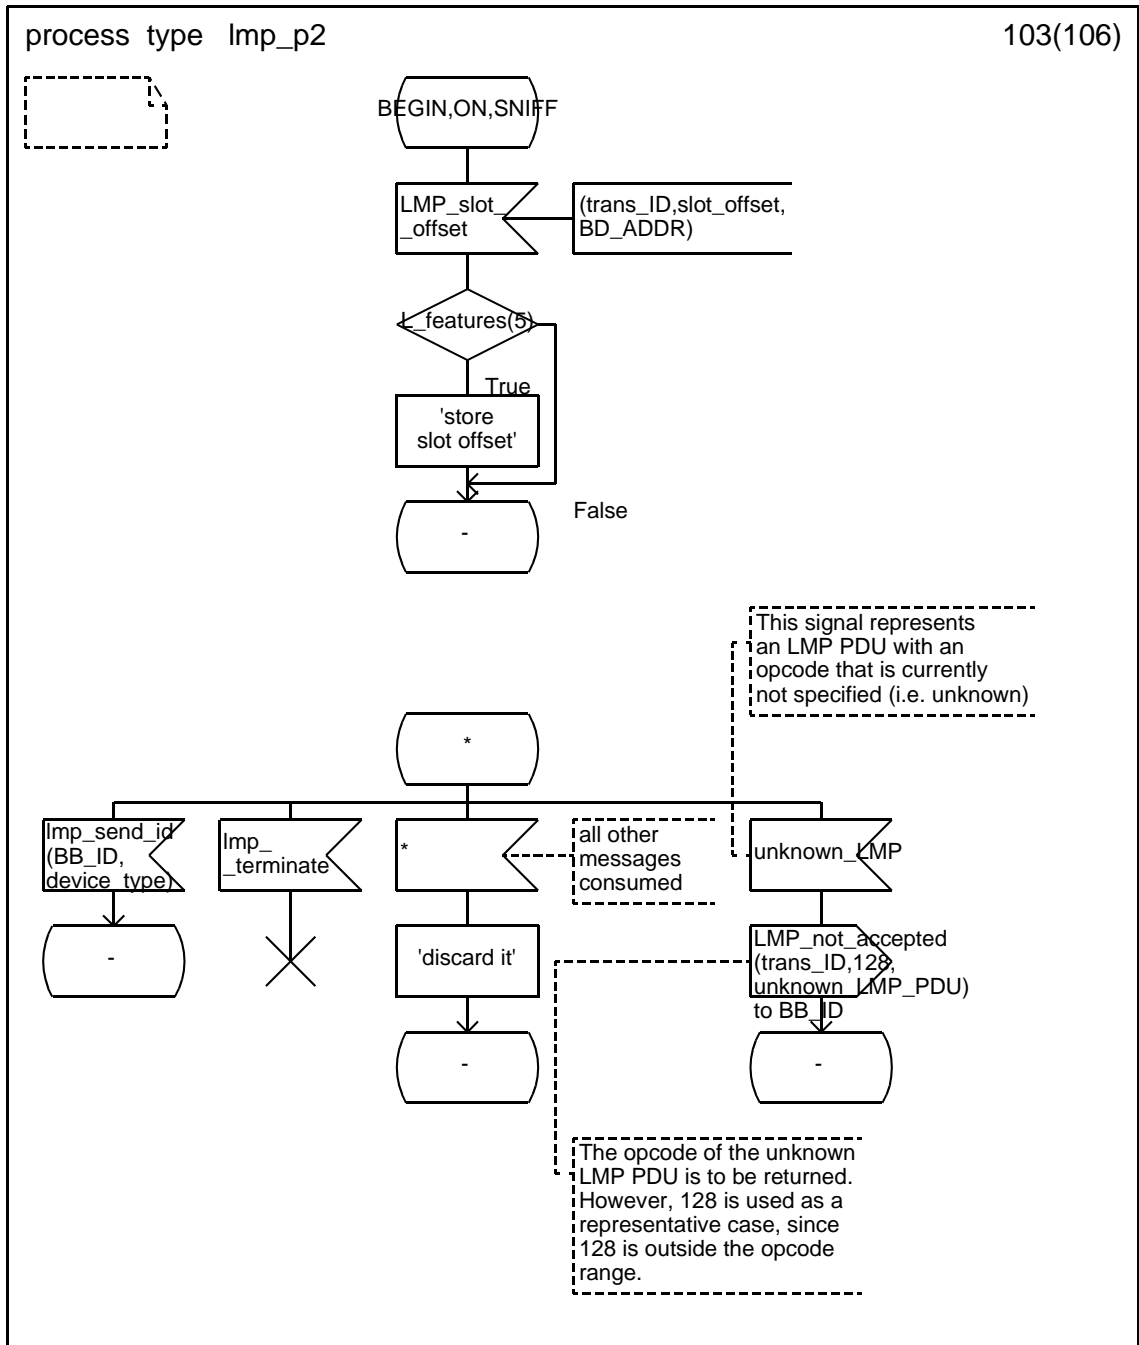 process type lmp_p2
103(106)
BEGIN,ON,SNIFF
LMP_slot_
_offset
(trans_ID,slot_offset,
BD_ADDR)
L_features(5)
True
'store
slot offset'
False
-
This signal represents
an LMP PDU with an
opcode that is currently
not specified (i.e. unknown)
*
lmp_send_id
(BB_ID,
device_type)
lmp_
_terminate
*
all other
messages
consumed
unknown_LMP
-
'discard it'
LMP_not_accepted
(trans_ID,128,
unknown_LMP_PDU)
to BB_ID
-
-
The opcode of the unknown
LMP PDU is to be returned.
However, 128 is used as a
representative case, since
128 is outside the opcode
range.